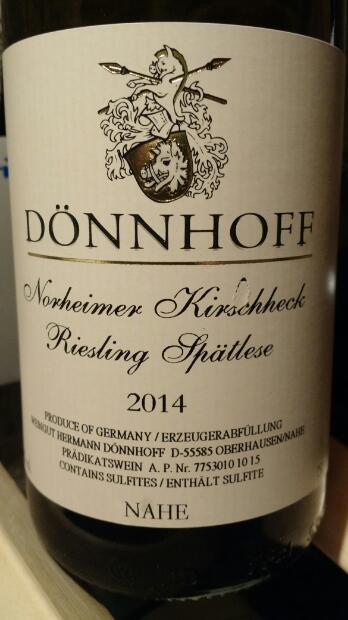 DÖNNHOFF
Norheimer Kirschheck
Riesling Spätlese
2014
PRODUCE OF GERMANY / ERZEUGERABFÜLLUNG
WEINGUT HERMANN DÖNNHOFF D-55585 OBERHAUSEN/NAHE
PRÄDIKATSWEIN A. P. Nr. 7753010 10 15
CONTAINS SULFITES / ENTHÄLT SULFITE
NAHE